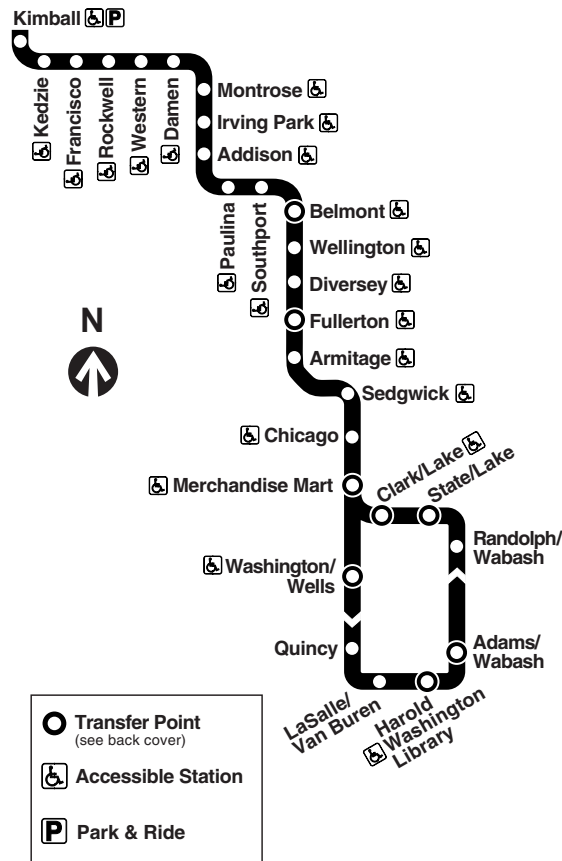 Kimball P
Kedzie
Francisco
Rockwell
Western
Damen
Montrose
Irving Park
Addison
Paulina
Southport
Belmont
Wellington
Diversey
Fullerton
Armitage
Sedgwick
N
Chicago
Merchandise Mart
Clark/Lake
State/Lake
Randolph/
Wabash
Washington/
Wells
Quincy
Adams/
Wabash
LaSalle/
Van Buren
Harold
Washington
Library
Transfer Point
(see back cover)
Accessible Station
P Park & Ride